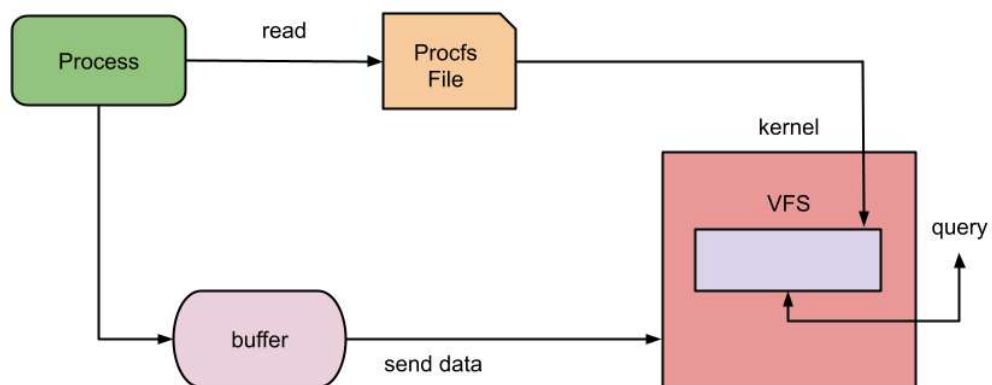 read
Process
Procfs
File
kernel
VFS
query
buffer
send data